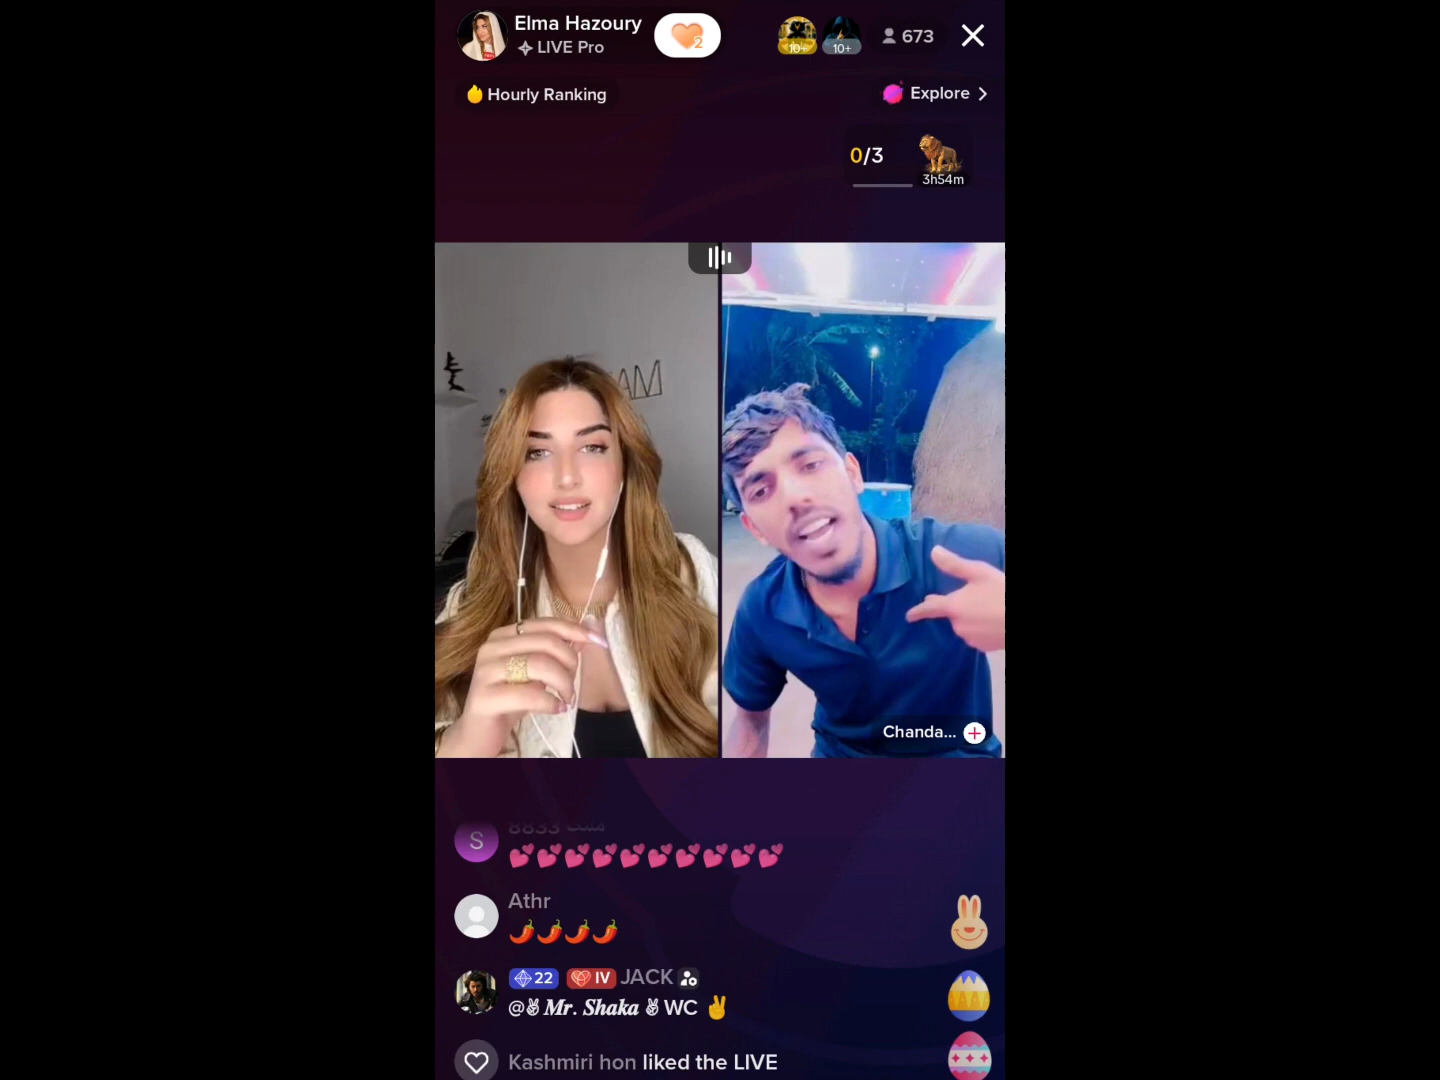 Elma Hazoury
LIVE Pro
2
10+
10+
673
Hourly Ranking
Explore
0/3
3h54m
AM
Chanda...
8833
💕💕💕💕💕💕💕💕💕💕
Athr
🌶️🌶️🌶️🌶️
22 IV JACK
@✌ 𝑴𝒓. 𝑺𝒉𝒂𝒌𝒂 ✌ WC ✌️
Kashmiri hon liked the LIVE
S